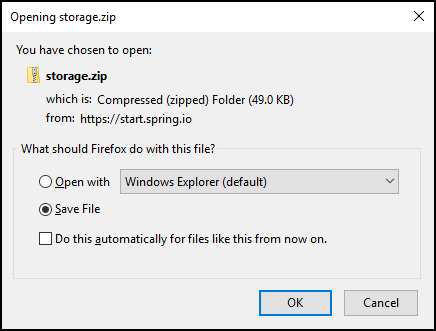 Opening storage.zip
You have chosen to open:
storage.zip
which is: Compressed (zipped) Folder (49.0 KB)
from: https://start.spring.io
What should Firefox do with this file?
Open with Windows Explorer (default)
Save File
Do this automatically for files like this from now on.
OK Cancel